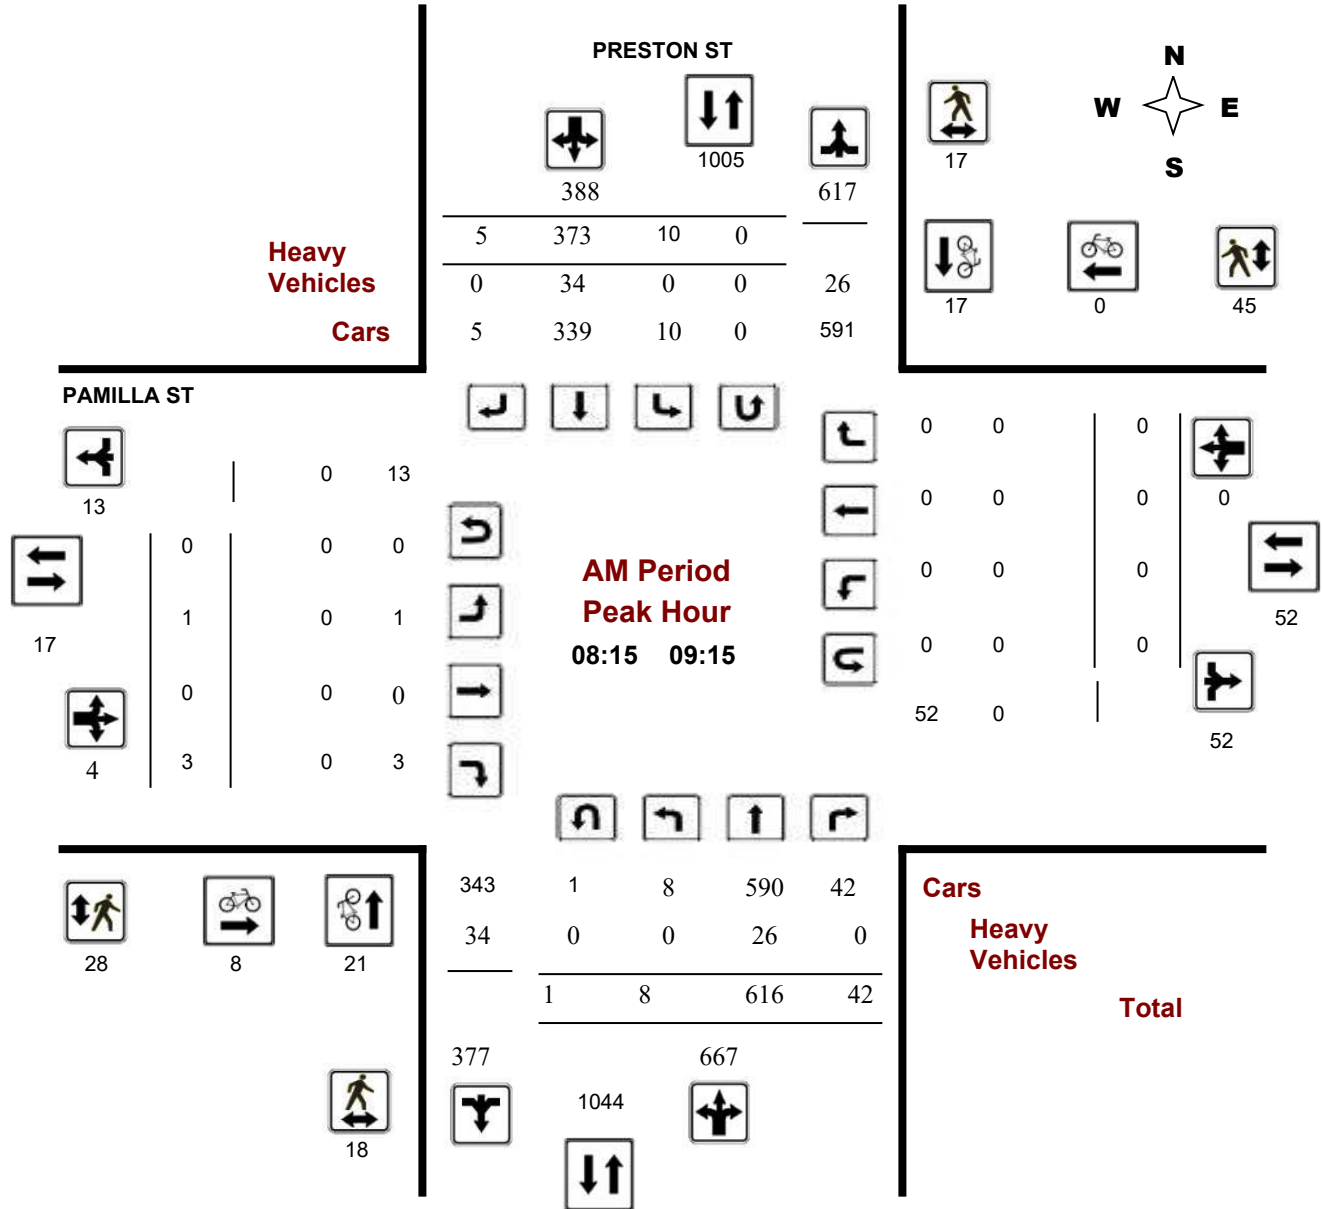 PRESTON ST
N
W E
S
1005
17
388 617
5 373 10 0
Heavy
Vehicles
0 34 0 0 26
17 0 45
Cars
5 339 10 0 591
PAMILLA ST
0 0 0
0 13
13
0 0 0 0
0 0 0
AM Period
Peak Hour
08:15 09:15
0 0 0
1 0 1
52
17
0 0 0
0 0 0
52 0
52
4
3 0 3
343 1 8 590 42
Cars
34 0 0 26 0
Heavy
Vehicles
28 8 21
1 8 616 42
Total
377 667
1044
18